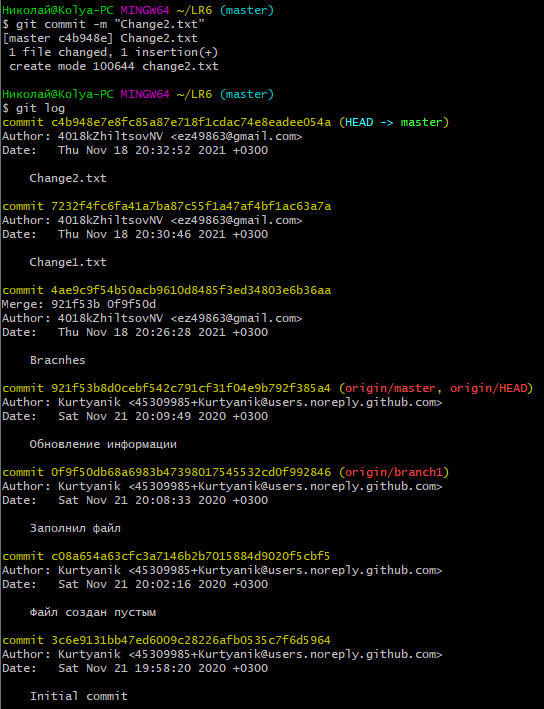 Николай@Kolya-PC MINGW64 ~/LR6 (master)
$ git commit -m "Change2.txt"
[master c4b948e] Change2.txt
 1 file changed, 1 insertion(+)
 create mode 100644 change2.txt
Николай@Kolya-PC MINGW64 ~/LR6 (master)
$ git log
commit c4b948e7e8fc85a87e718f1cdac74e8eadee054a (HEAD -> master)
Author: 4018kZhiltsovNV <ez49863@gmail.com>
Date:   Thu Nov 18 20:32:52 2021 +0300
    Change2.txt
commit 7232f4fc6fa41a7ba87c55f1a47af4bf1ac63a7a
Author: 4018kZhiltsovNV <ez49863@gmail.com>
Date:   Thu Nov 18 20:30:46 2021 +0300
    Change1.txt
commit 4ae9c9f54b50acb9610d8485f3ed34803e6b36aa
Merge: 921f53b 0f9f50d
Author: 4018kZhiltsovNV <ez49863@gmail.com>
Date:   Thu Nov 18 20:26:28 2021 +0300
    Bracnhes
commit 921f53b8d0cebf542c791cf31f04e9b792f385a4 (origin/master, origin/HEAD)
Author: Kurtyanik <45309985+Kurtyanik@users.noreply.github.com>
Date:   Sat Nov 21 20:09:49 2020 +0300
    Обновление информации
commit 0f9f50db68a6983b47398017545532cd0f992846 (origin/branch1)
Author: Kurtyanik <45309985+Kurtyanik@users.noreply.github.com>
Date:   Sat Nov 21 20:08:33 2020 +0300
    Заполнил файл
commit c08a654a63cfc3a7146b2b7015884d9020f5cbf5
Author: Kurtyanik <45309985+Kurtyanik@users.noreply.github.com>
Date:   Sat Nov 21 20:02:16 2020 +0300
    Файл создан пустым
commit 3c6e9131bb47ed6009c28226afb0535c7f6d5964
Author: Kurtyanik <45309985+Kurtyanik@users.noreply.github.com>
Date:   Sat Nov 21 19:58:20 2020 +0300
    Initial commit